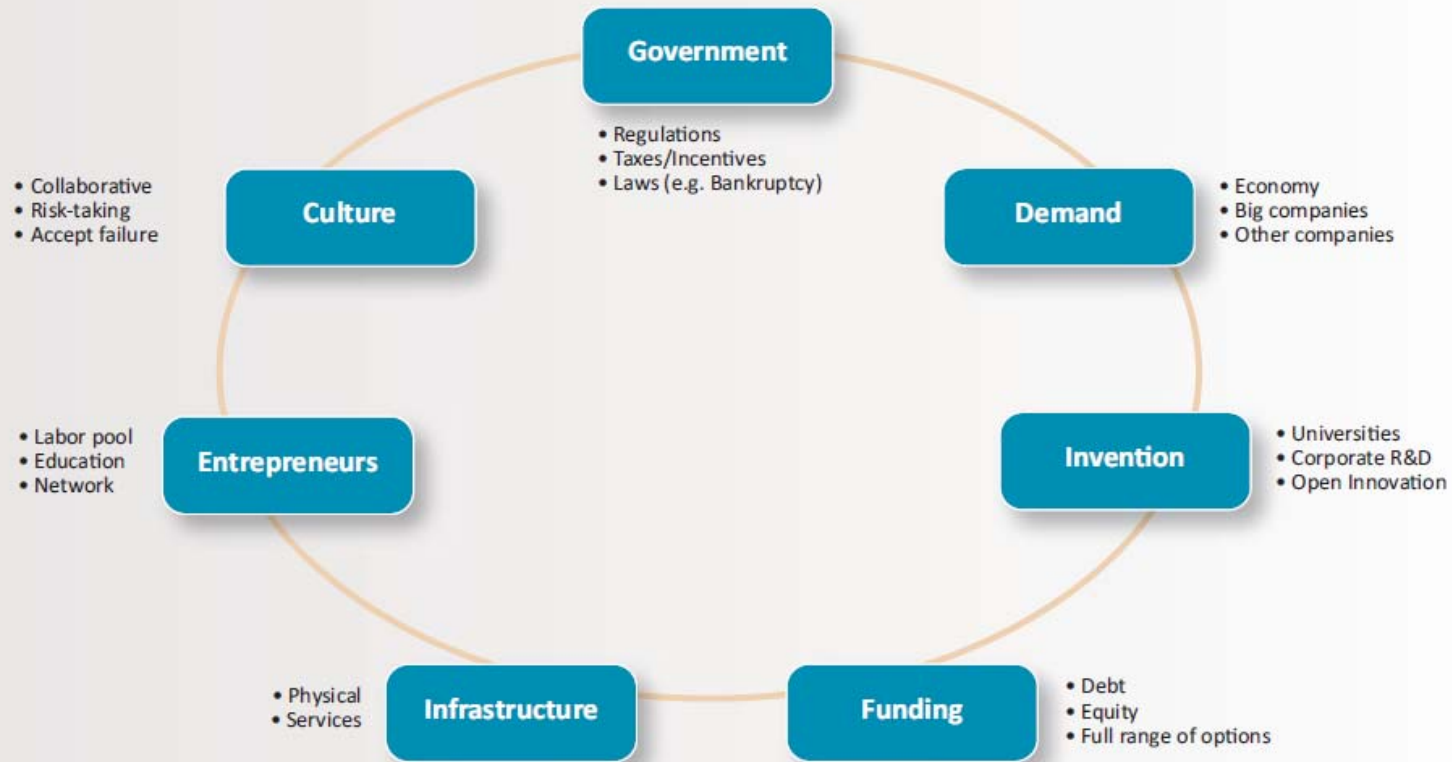 Government
• Regulations
• Taxes/Incentives
• Laws (e.g. Bankruptcy)
Demand
• Economy
• Big companies
• Other companies
Invention
• Universities
• Corporate R&D
• Open Innovation
Funding
• Debt
• Equity
• Full range of options
Infrastructure
• Physical
• Services
Entrepreneurs
• Labor pool
• Education
• Network
Culture
• Collaborative
• Risk-taking
• Accept failure